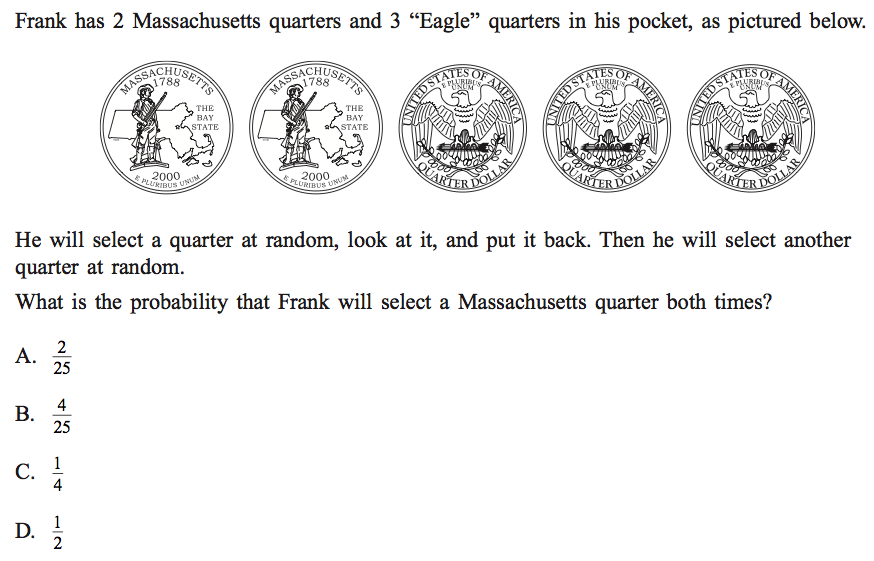 Frank has 2 Massachusetts quarters and 3 “Eagle” quarters in his pocket, as pictured below.
MASSACHUSETTS
1788
THE
BAY
STATE
2000
E PLURIBUS UNUM
MASSACHUSETTS
1788
THE
BAY
STATE
2000
E PLURIBUS UNUM
UNITED STATES OF AMERICA
E PLURIBUS
UNUM
QUARTER DOLLAR
UNITED STATES OF AMERICA
E PLURIBUS
UNUM
QUARTER DOLLAR
UNITED STATES OF AMERICA
E PLURIBUS
UNUM
QUARTER DOLLAR
He will select a quarter at random, look at it, and put it back. Then he will select another
quarter at random.
What is the probability that Frank will select a Massachusetts quarter both times?
A. 2/25
B. 4/25
C. 1/4
D. 1/2